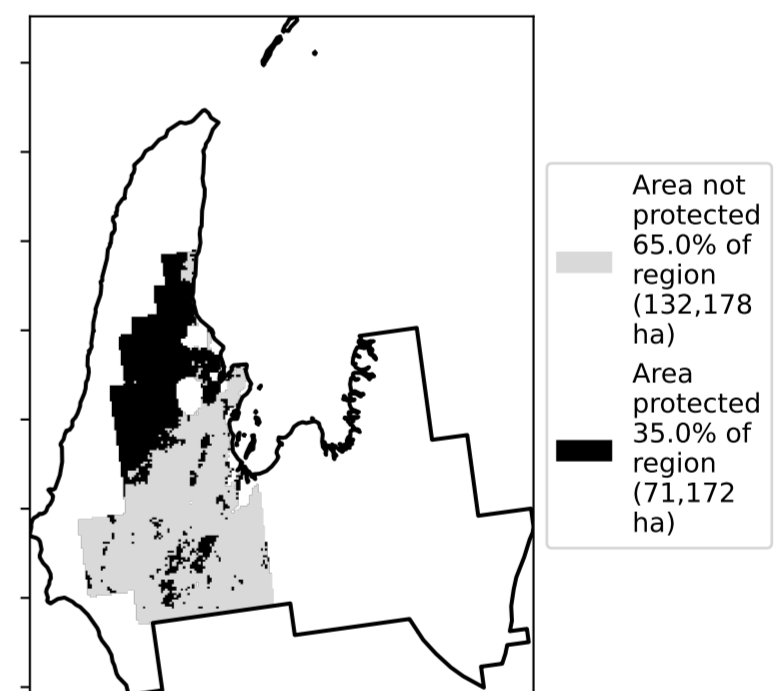 Area not
protected
65.0% of
region
(132,178
ha)
Area
protected
35.0% of
region
(71,172
ha)